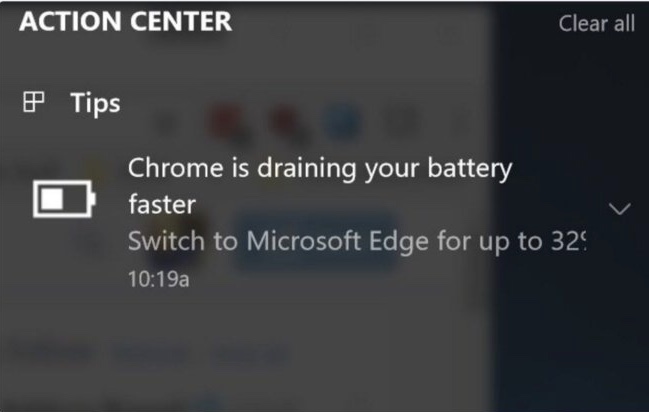 ACTION CENTER
Clear all
Tips
Chrome is draining your battery
faster
Switch to Microsoft Edge for up to 32
10:19a